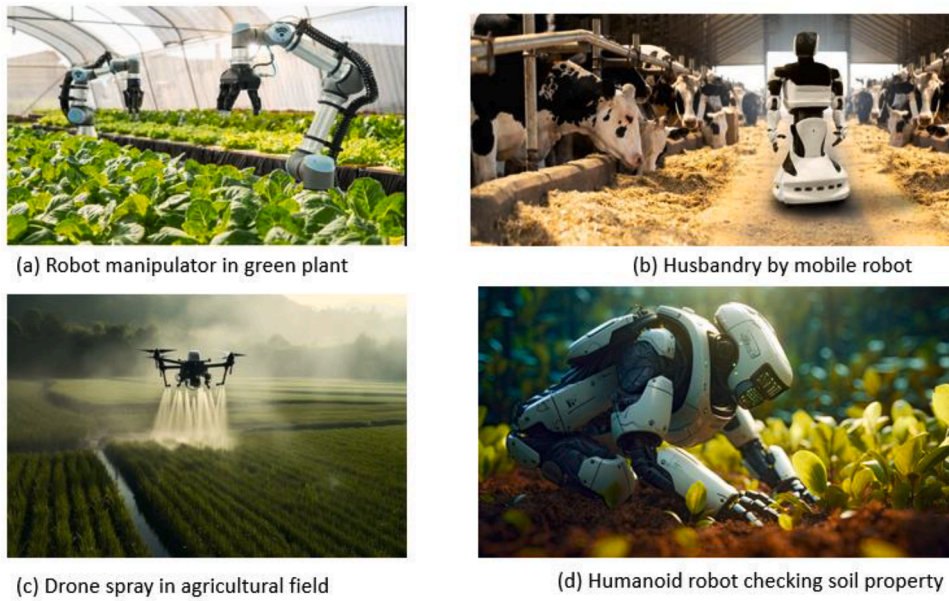 (a) Robot manipulator in green plant
(b) Husbandry by mobile robot
(c) Drone spray in agricultural field
(d) Humanoid robot checking soil property